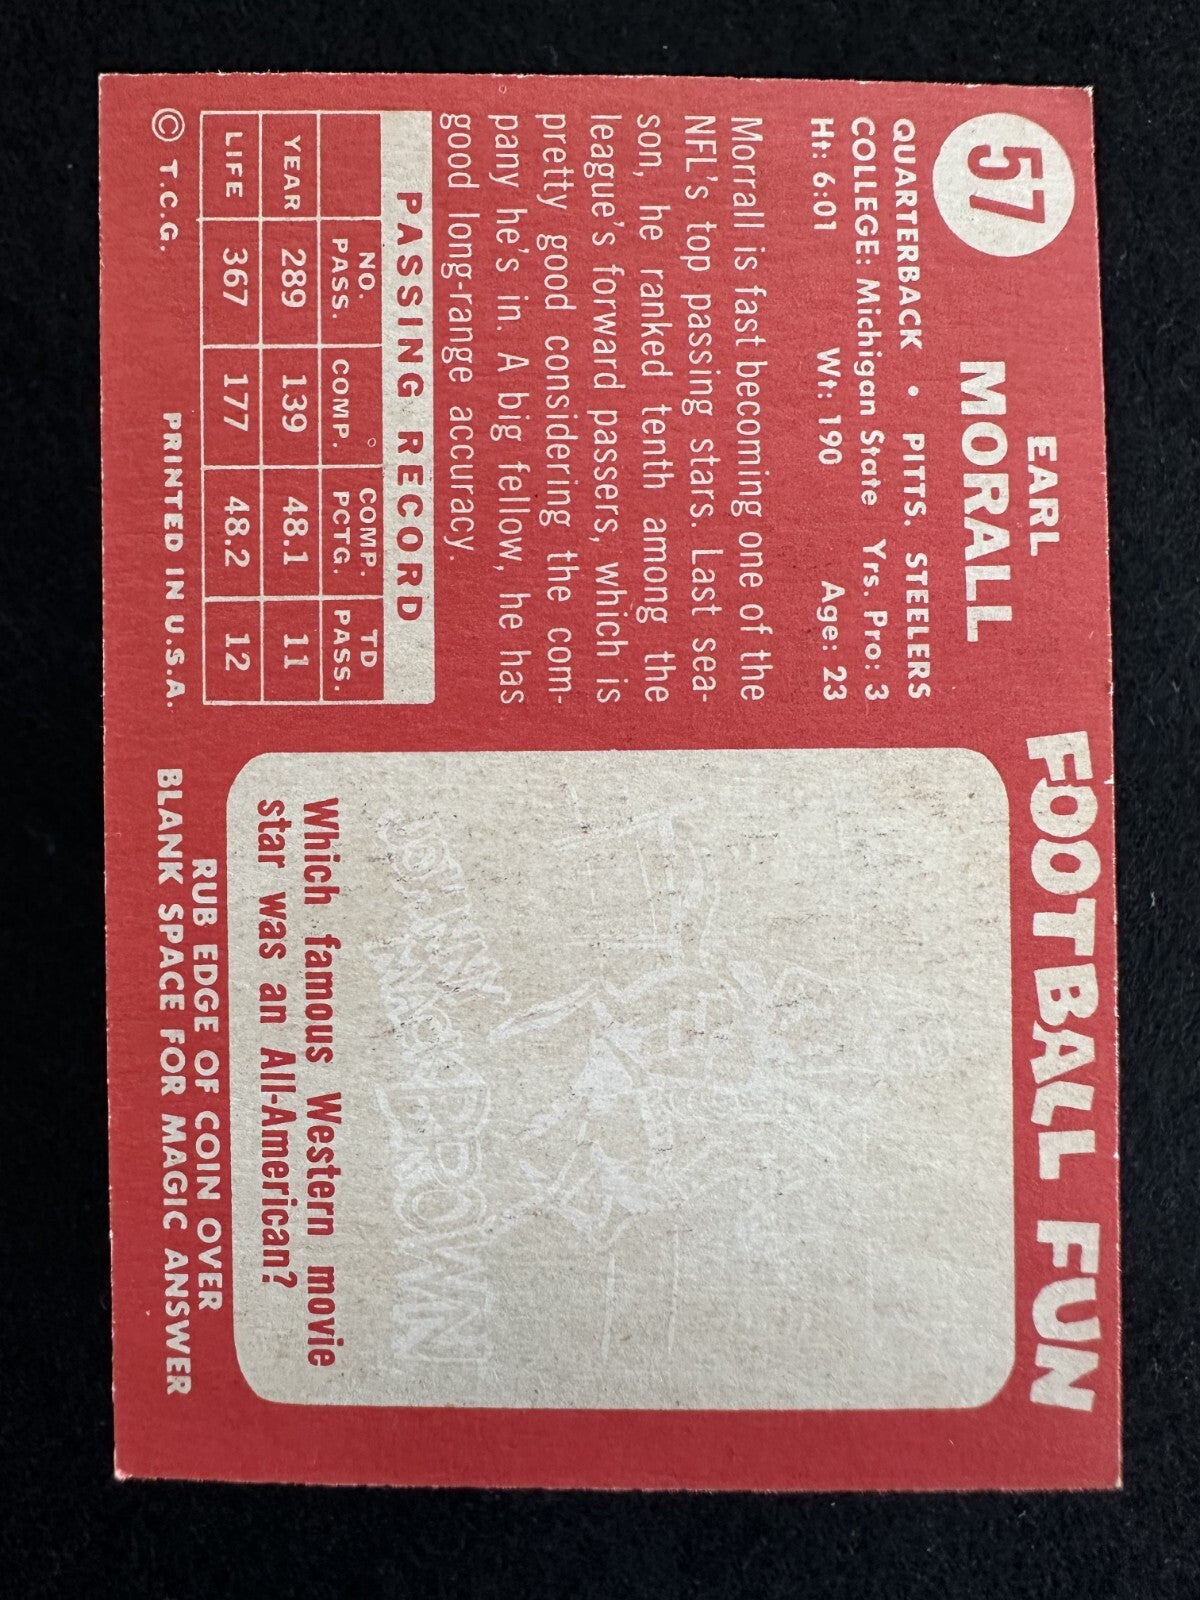 57
EARL
MORALL
QUARTERBACK • PITTS. STEELERS
COLLEGE: Michigan State Yrs. Pro: 3
Ht: 6:01 Wt: 190 Age: 23
Morrall is fast becoming one of the
NFL's top passing stars. Last sea-
son, he ranked tenth among the
league's forward passers, which is
pretty good considering the com-
pany he's in. A big fellow, he has
good long-range accuracy.
PASSING RECORD
NO. PASS. COMP. COMP. PCTG. TD PASS.
YEAR 289 139 48.1 11
LIFE 367 177 48.2 12
© T.C.G. PRINTED IN U.S.A.
FOOTBALL FUN
JOHNNY
MACK BROWN
Which famous Western movie
star was an All-American?
RUB EDGE OF COIN OVER
BLANK SPACE FOR MAGIC ANSWER